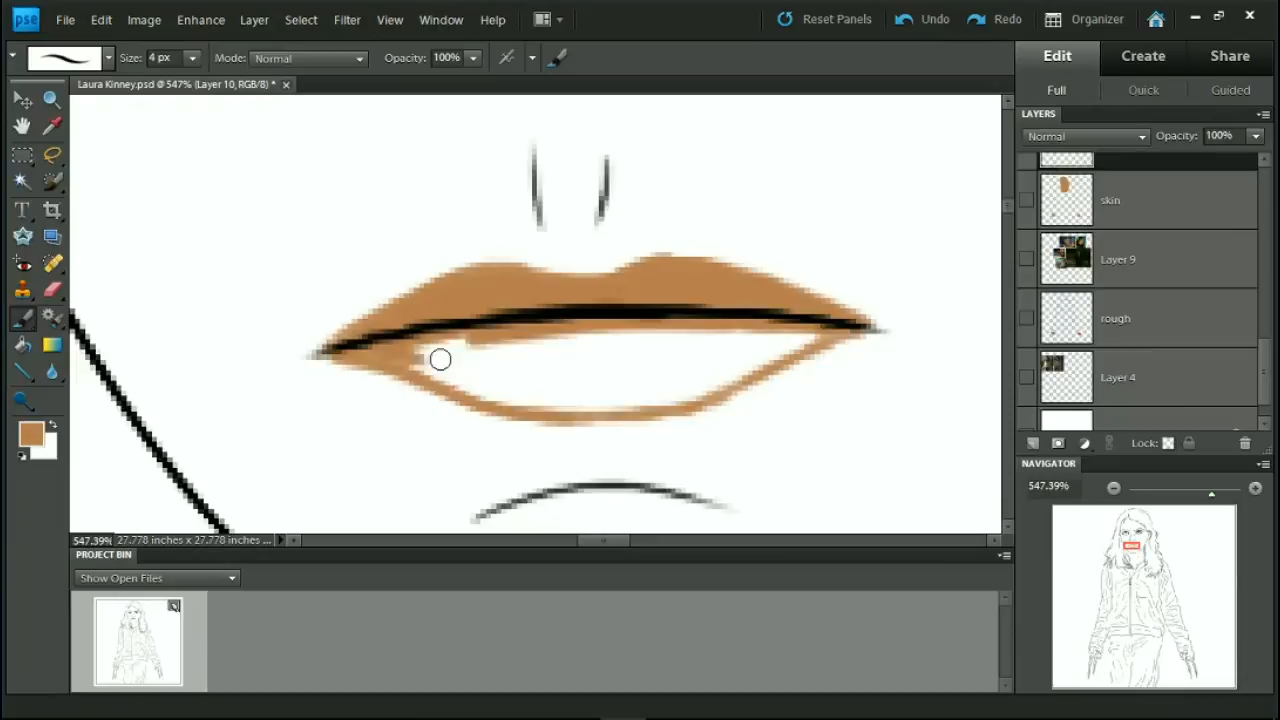 pse File Edit Image Enhance Layer Select Filter View Window Help Reset Panels Undo Redo Organizer
Size: 4 px Mode: Normal Opacity: 100%
Edit Create Share
Laura Kinney.psd @ 547% (Layer 10, RGB/8) *
Full Quick Guided
LAYERS
Normal Opacity: 100%
skin
Layer 9
rough
Layer 4
Lock:
NAVIGATOR
547.39%
547.39% 27.778 inches x 27.778 inches ...
PROJECT BIN
Show Open Files